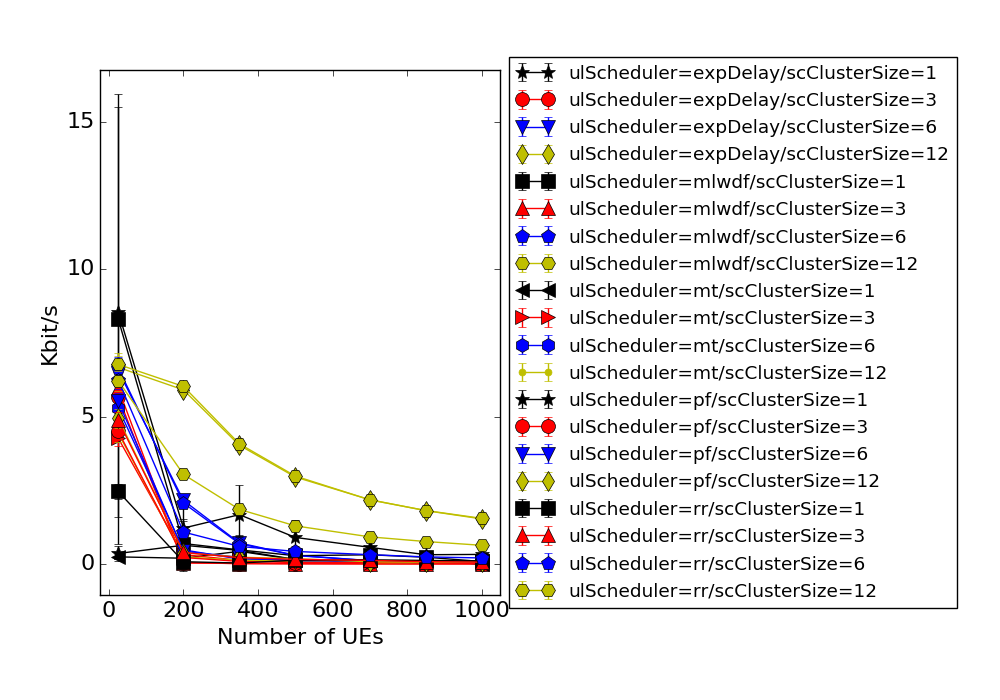 Kbit/s
15
10
5
0
0 200 400 600 800 1000
Number of UEs
ulScheduler=expDelay/scClusterSize=1
ulScheduler=expDelay/scClusterSize=3
ulScheduler=expDelay/scClusterSize=6
ulScheduler=expDelay/scClusterSize=12
ulScheduler=mlwdf/scClusterSize=1
ulScheduler=mlwdf/scClusterSize=3
ulScheduler=mlwdf/scClusterSize=6
ulScheduler=mlwdf/scClusterSize=12
ulScheduler=mt/scClusterSize=1
ulScheduler=mt/scClusterSize=3
ulScheduler=mt/scClusterSize=6
ulScheduler=mt/scClusterSize=12
ulScheduler=pf/scClusterSize=1
ulScheduler=pf/scClusterSize=3
ulScheduler=pf/scClusterSize=6
ulScheduler=pf/scClusterSize=12
ulScheduler=rr/scClusterSize=1
ulScheduler=rr/scClusterSize=3
ulScheduler=rr/scClusterSize=6
ulScheduler=rr/scClusterSize=12